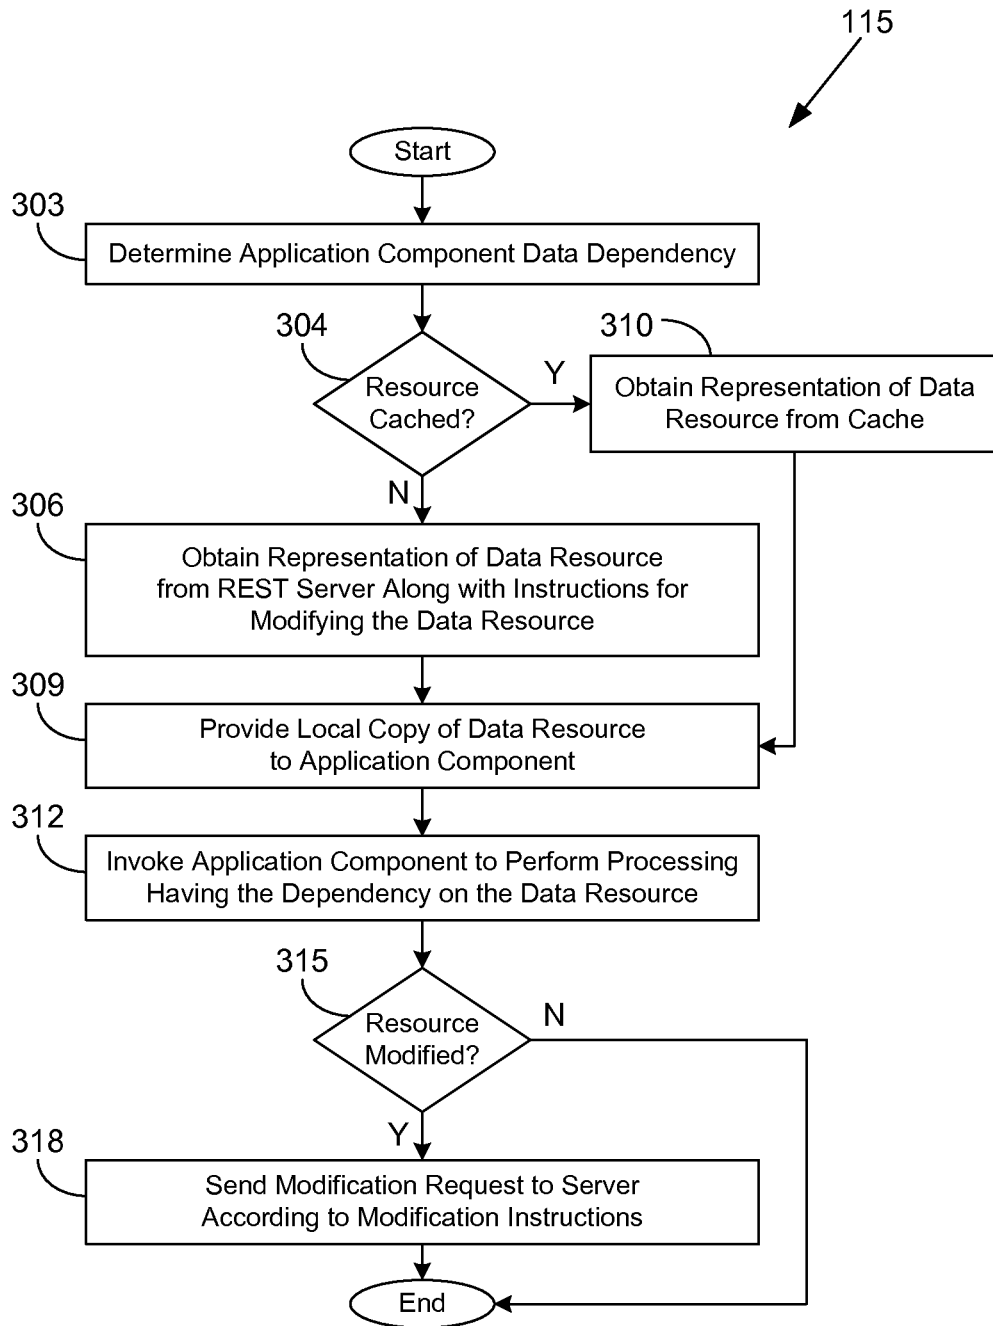 115
Start
303
Determine Application Component Data Dependency
304
310
Resource
Cached?
Y
Obtain Representation of Data
Resource from Cache
N
306
Obtain Representation of Data Resource
from REST Server Along with Instructions for
Modifying the Data Resource
309
Provide Local Copy of Data Resource
to Application Component
312
Invoke Application Component to Perform Processing
Having the Dependency on the Data Resource
315
Resource
Modified?
N
Y
318
Send Modification Request to Server
According to Modification Instructions
End